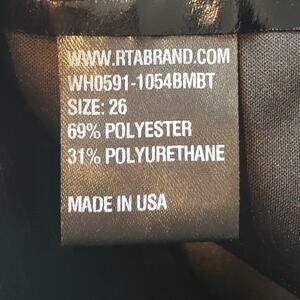 WWW.RTABRAND.COM
WH0591-1054BMBT
SIZE: 26
69% POLYESTER
31% POLYURETHANE
MADE IN USA